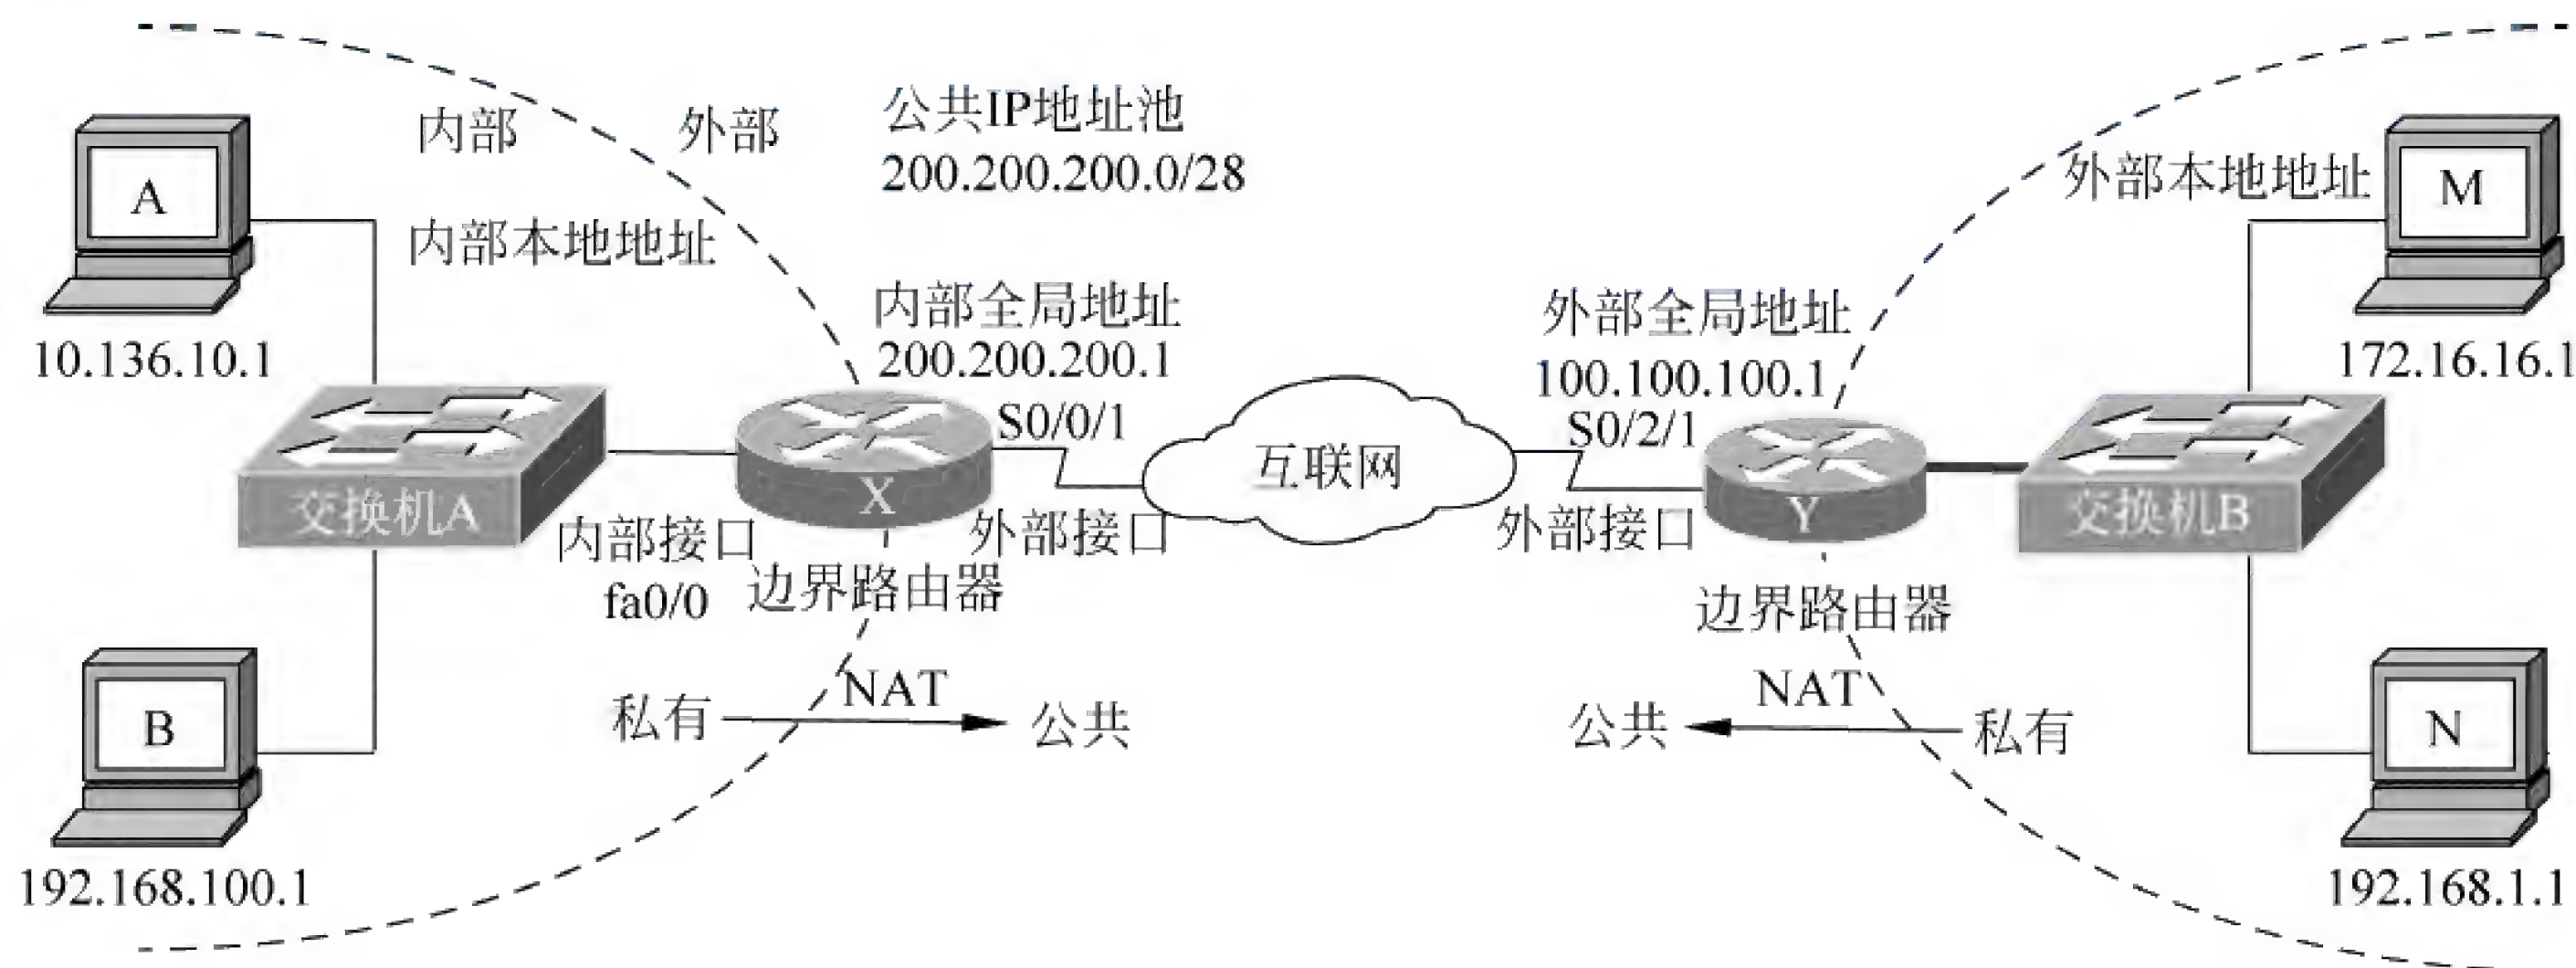 内部
外部
公共IP地址池
200.200.200.0/28
外部本地地址
A
M
内部本地地址
内部全局地址
200.200.200.1
外部全局地址
100.100.100.1
10.136.10.1
172.16.16.1
S0/0/1
S0/2/1
互联网
交换机A
X
Y
交换机B
内部接口
fa0/0
外部接口
外部接口
边界路由器
边界路由器
私有
NAT
公共
公共
NAT
私有
B
N
192.168.100.1
192.168.1.1